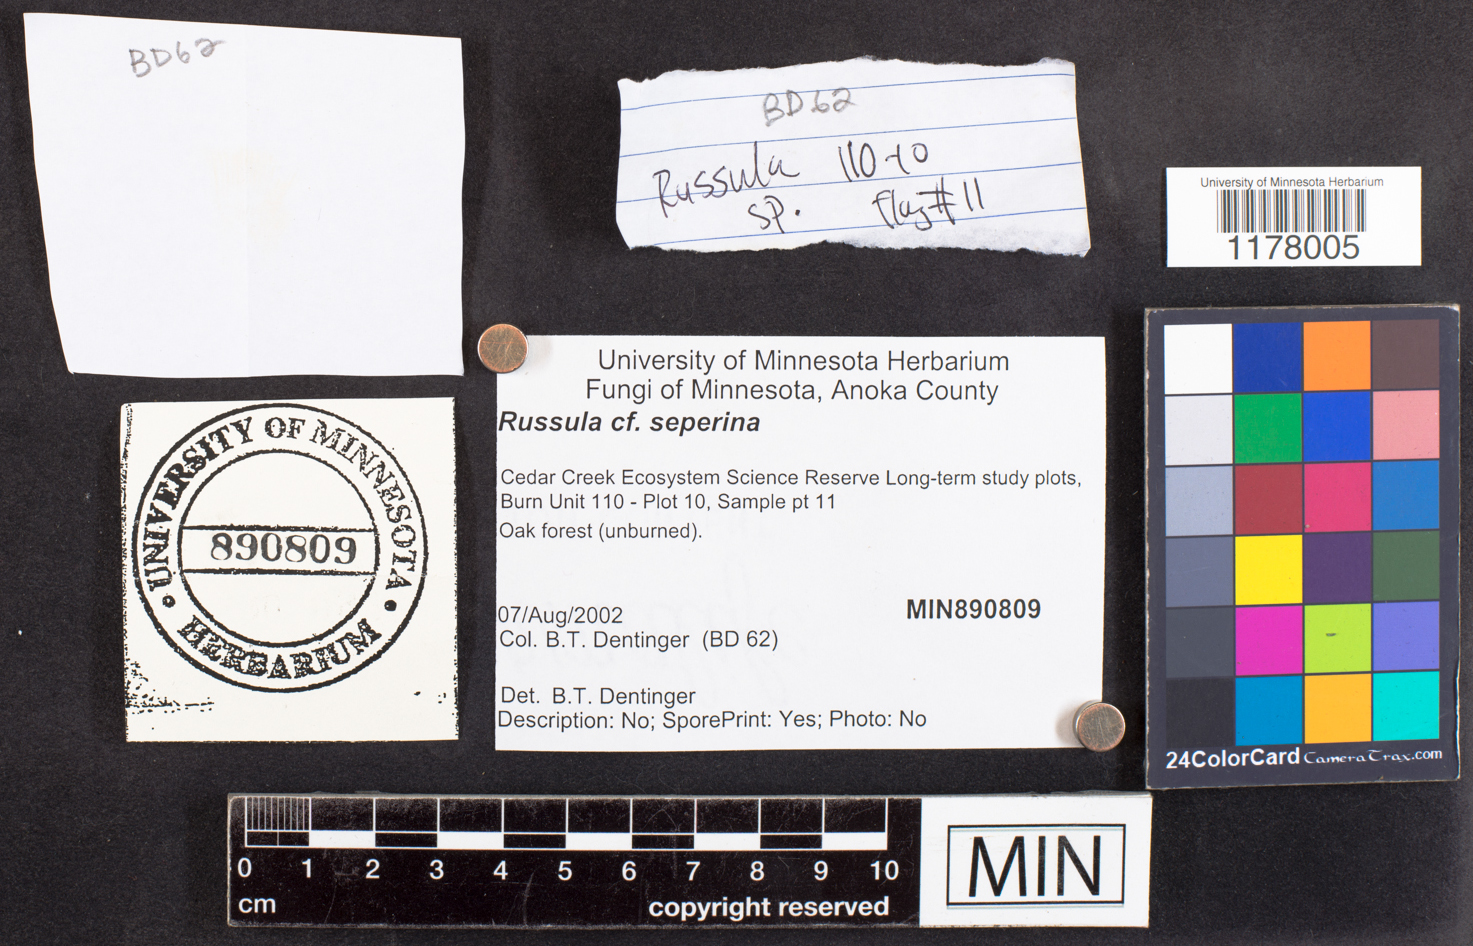 BD62
BD62
Russula 110-10
sp. flag#11
University of Minnesota Herbarium
1178005
University of Minnesota Herbarium
Fungi of Minnesota, Anoka County
Russula cf. seperina
Cedar Creek Ecosystem Science Reserve Long-term study plots,
Burn Unit 110 - Plot 10, Sample pt 11
Oak forest (unburned).
07/Aug/2002
MIN890809
Col. B.T. Dentinger (BD 62)
Det. B.T. Dentinger
Description: No; SporePrint: Yes; Photo: No
UNIVERSITY OF MINNESOTA
890809
HERBARIUM
24ColorCard CameraTrax.com
0 1 2 3 4 5 6 7 8 9 10
cm
copyright reserved
MIN